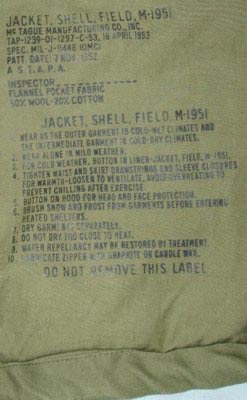 JACKET, SHELL, FIELD, M-1951
McTAGUE MANUFACTURING CO., INC.
TAP-1259-OI-1297-C-53, 16 APRIL 1953
SPEC. MIL-J-11448 (QMC)
PATT. DATE: 7 NOV. 1952
A. S. T. A. P. A.
INSPECTOR
FLANNEL POCKET FABRIC
80% WOOL-20% COTTON
JACKET, SHELL, FIELD, M-1951
1. WEAR AS THE OUTER GARMENT IN COLD-WET CLIMATES AND
THE INTERMEDIATE GARMENT IN COLD-DRY CLIMATES.
2. WEAR ALONE IN MILD WEATHER.
3. FOR COLD WEATHER, BUTTON IN LINER-JACKET, FIELD, M-1951.
4. TIGHTEN WAIST AND SKIRT DRAWSTRINGS AND SLEEVE CLOSURES
FOR WARMTH-LOOSEN TO VENTILATE. AVOID OVERHEATING TO
PREVENT CHILLING AFTER EXERCISE.
5. BUTTON ON HOOD FOR HEAD AND FACE PROTECTION.
6. BRUSH SNOW AND FROST FROM GARMENTS BEFORE ENTERING
HEATED SHELTERS.
7. DRY GARMENTS SEPARATELY.
8. DO NOT DRY TOO CLOSE TO HEAT.
9. WATER REPELLANCY MAY BE RESTORED BY TREATMENT.
10. LUBRICATE ZIPPER WITH GRAPHITE OR CANDLE WAX.
DO NOT REMOVE THIS LABEL